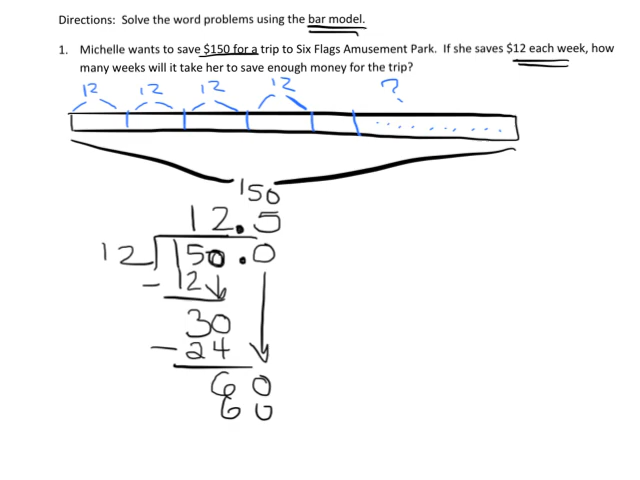 Directions: Solve the word problems using the bar model.
1. Michelle wants to save $150 for a trip to Six Flags Amusement Park. If she saves $12 each week, how
many weeks will it take her to save enough money for the trip?
12 12 12 12 ?
150
12.5
12 150.0
- 12
30
- 24
60
60